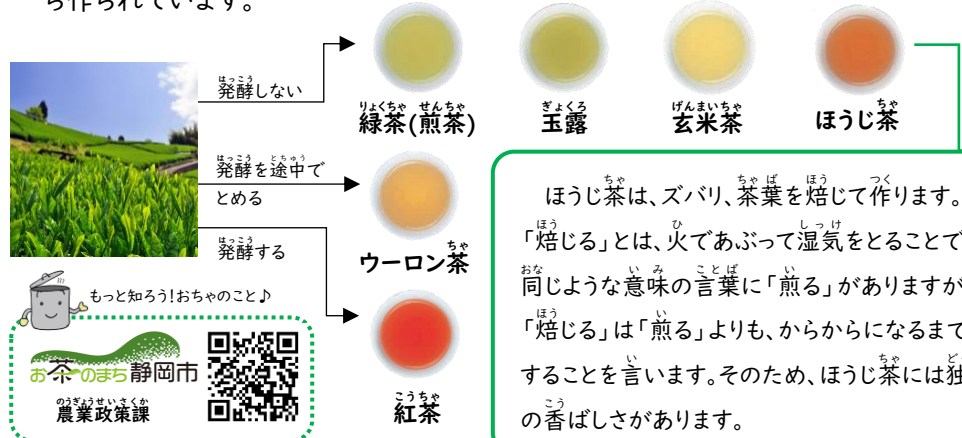 ら作られています。
発酵しない
緑茶(煎茶)
玉露
玄米茶
ほうじ茶
発酵を途中で
とめる
ウーロン茶
発酵する
紅茶
ほうじ茶は、ズバリ、茶葉を焙じて作ります。
「焙じる」とは、火であぶって湿気をとることで
同じような意味の言葉に「煎る」がありますが
「焙じる」は「煎る」よりも、からからになるまで
することを言います。そのため、ほうじ茶には独
の香ばしさがあります。
もっと知ろう!おちゃのこと♪
お茶のまち静岡市
農業政策課